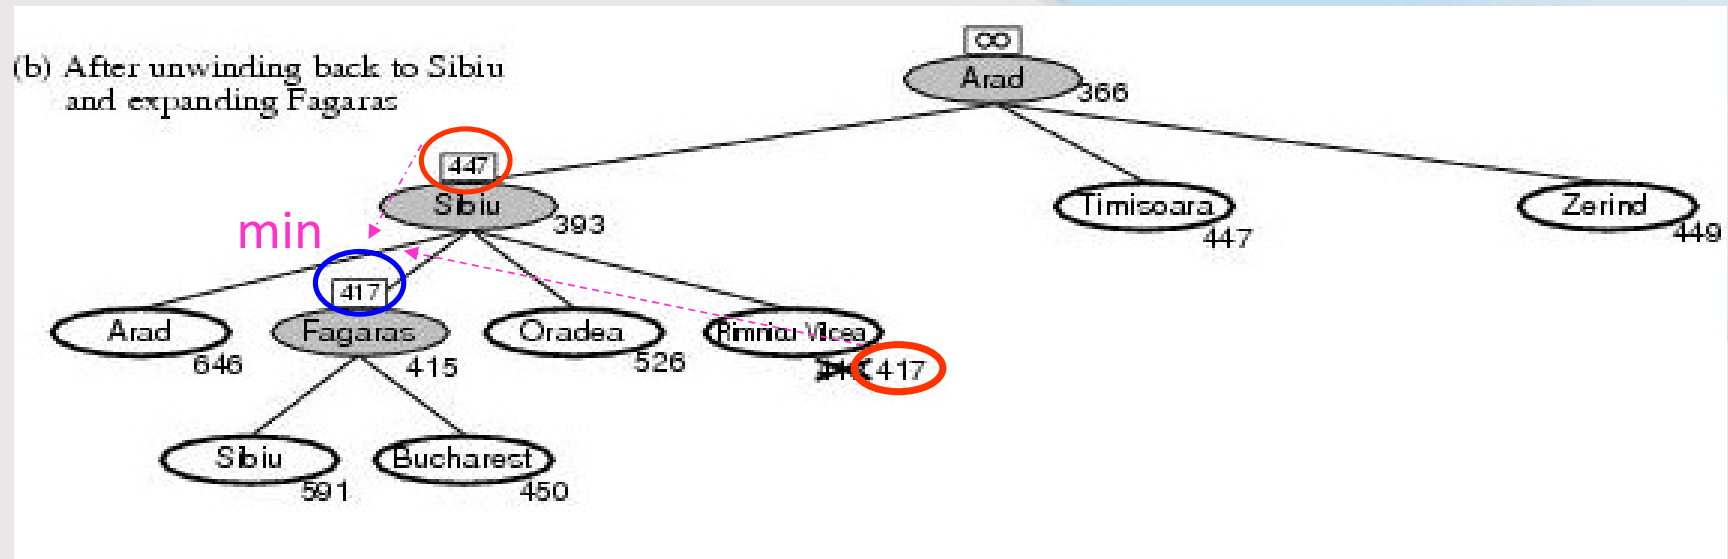 (b) After unwinding back to Sibiu
and expanding Fagaras
∞
Arad
366
447
Sibiu
393
Timisoara
447
Zerind
449
min
417
Arad
646
Fagaras
415
Oradea
526
Rimnicu Vilcea
417
Sibiu
591
Bucharest
450